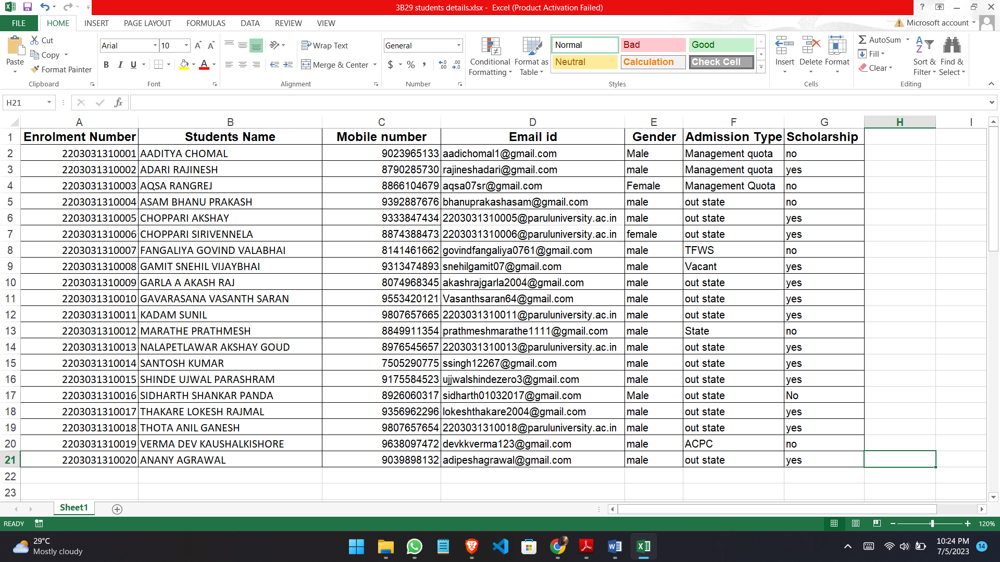 3B29 students details.xlsx - Excel (Product Activation Failed)
FILE HOME INSERT PAGE LAYOUT FORMULAS DATA REVIEW VIEW Microsoft account
Paste Cut Copy Format Painter Clipboard
Arial 10 B I U Font
Wrap Text Merge & Center Alignment
General $ % , Number
Conditional Formatting Format as Table Normal Bad Good Neutral Calculation Check Cell Styles
Insert Delete Format Cells
AutoSum Fill Clear Sort & Filter Find & Select Editing
H21 fx
A B C D E F G H I
1 Enrolment Number Students Name Mobile number Email id Gender Admission Type Scholarship
2 2203031310001 AADITYA CHOMAL 9023965133 aadichomal1@gmail.com Male Management quota no
3 2203031310002 ADARI RAJINESH 8790285730 rajineshadari@gmail.com male Management quota yes
4 2203031310003 AQSA RANGREJ 8866104679 aqsa07sr@gmail.com Female Management Quota no
5 2203031310004 ASAM BHANU PRAKASH 9392887676 bhanuprakashasam@gmail.com male out state no
6 2203031310005 CHOPPARI AKSHAY 9333847434 2203031310005@paruluniversity.ac.in male out state yes
7 2203031310006 CHOPPARI SIRIVENNELA 8874388473 2203031310006@paruluniversity.ac.in female out state yes
8 2203031310007 FANGALIYA GOVIND VALABHAI 8141461662 govindfangaliya0761@gmail.com male TFWS no
9 2203031310008 GAMIT SNEHIL VIJAYBHAI 9313474893 snehilgamit07@gmail.com male Vacant yes
10 2203031310009 GARLA A AKASH RAJ 8074968345 akashrajgarla2004@gmail.com male out state yes
11 2203031310010 GAVARASANA VASANTH SARAN 9553420121 Vasanthsaran64@gmail.com male out state yes
12 2203031310011 KADAM SUNIL 9807657665 2203031310011@paruluniversity.ac.in male out state yes
13 2203031310012 MARATHE PRATHMESH 8849911354 prathmeshmarathe1111@gmail.com male State no
14 2203031310013 NALAPETLAWAR AKSHAY GOUD 8976545657 2203031310013@paruluniversity.ac.in male out state yes
15 2203031310014 SANTOSH KUMAR 7505290775 ssingh12267@gmail.com male out state yes
16 2203031310015 SHINDE UJWAL PARASHRAM 9175584523 ujjwalshindezero3@gmail.com male out state yes
17 2203031310016 SIDHARTH SHANKAR PANDA 8926060317 sidharth01032017@gmail.com Male out state No
18 2203031310017 THAKARE LOKESH RAJMAL 9356962296 lokeshthakare2004@gmail.com male out state yes
19 2203031310018 THOTA ANIL GANESH 9807657654 2203031310018@paruluniversity.ac.in male out state yes
20 2203031310019 VERMA DEV KAUSHALKISHORE 9638097472 devkkverma123@gmail.com male ACPC no
21 2203031310020 ANANY AGRAWAL 9039898132 adipeshagrawal@gmail.com male out state yes
22
23
Sheet1
READY 120%
29°C
Mostly cloudy
10:24 PM
7/5/2023
14